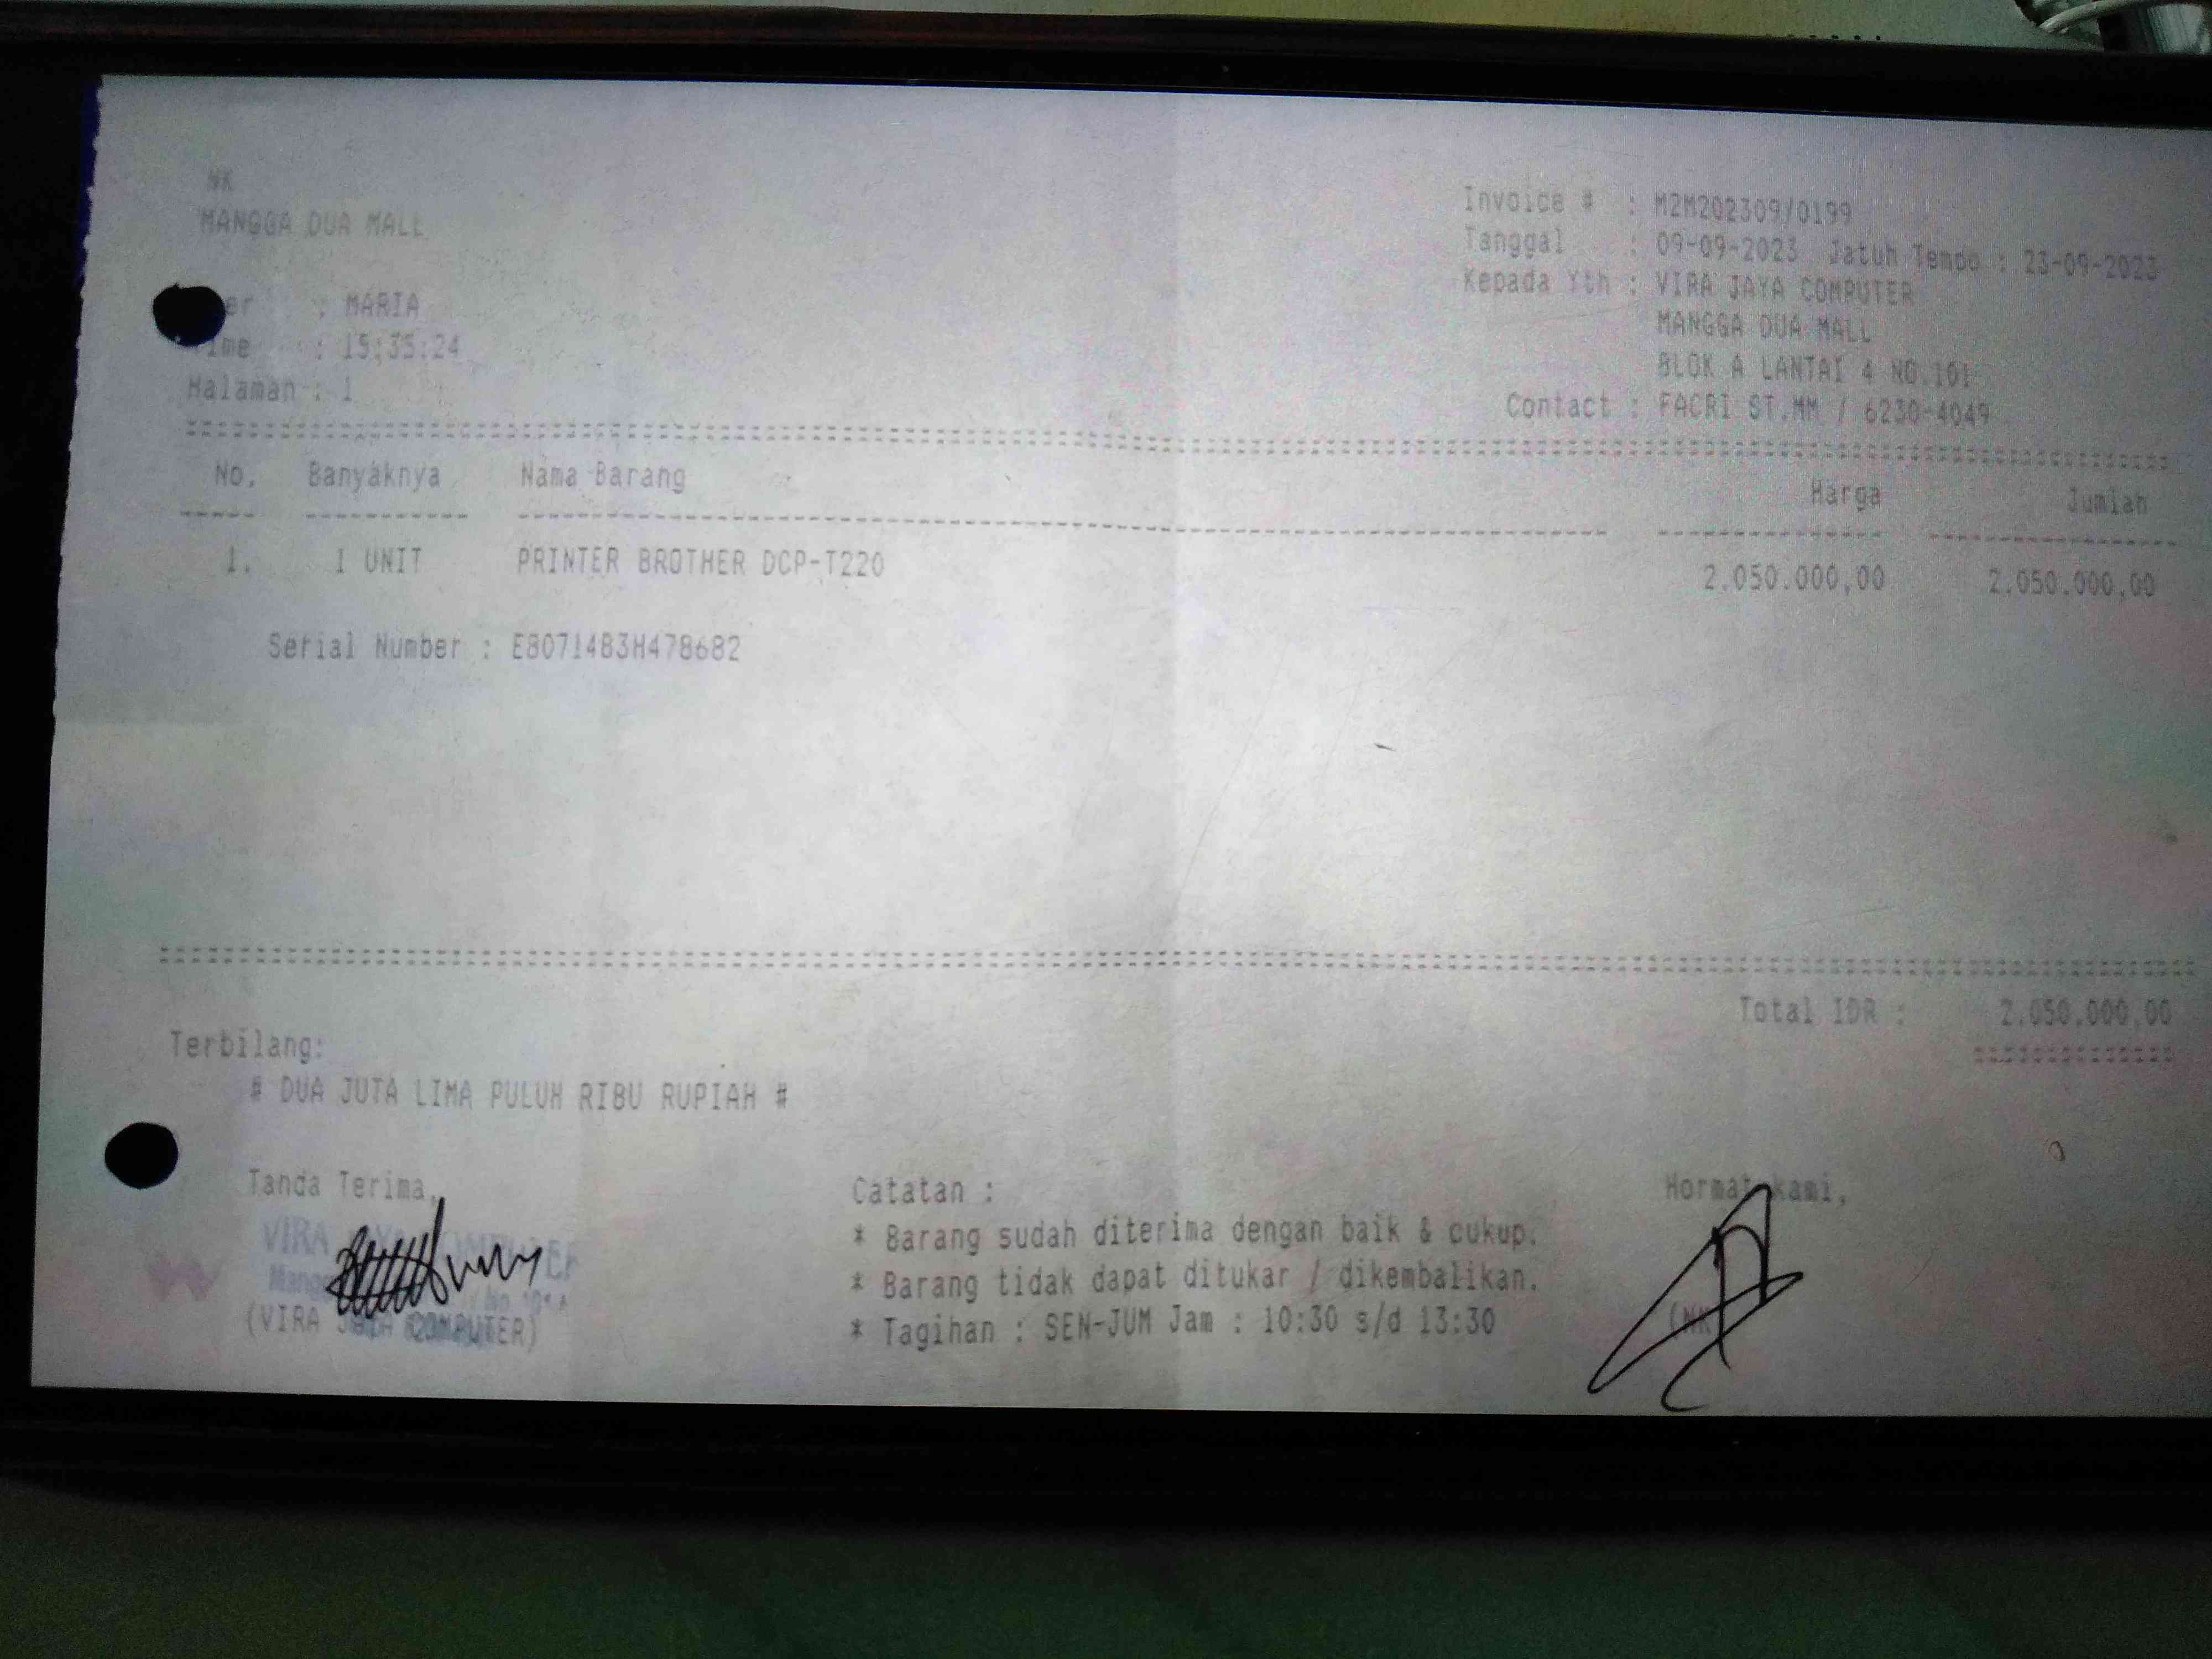 NK
MANGGA DUA MALL
Invoice # : M2M202309/0199
Tanggal : 09-09-2023 Jatuh Tempo : 23-09-2023
Kepada Yth : VIRA JAYA COMPUTER
MANGGA DUA MALL
BLOK A LANTAI 4 NO.101
Contact : FACRI ST.MM / 6230-4049
er : MARIA
ime : 15:35:24
Halaman : 1
No. Banyaknya Nama Barang Harga Jumlah
1. 1 UNIT PRINTER BROTHER DCP-T220 2.050.000,00 2.050.000,00
Serial Number : E80714B3H478682
Total IDR : 2.050.000,00
Terbilang:
# DUA JUTA LIMA PULUH RIBU RUPIAH #
Tanda Terima,
VIRA
(VIRA JAYA COMPUTER)
Catatan :
* Barang sudah diterima dengan baik & cukup.
* Barang tidak dapat ditukar / dikembalikan.
* Tagihan : SEN-JUM Jam : 10:30 s/d 13:30
Hormat kami,
(NK